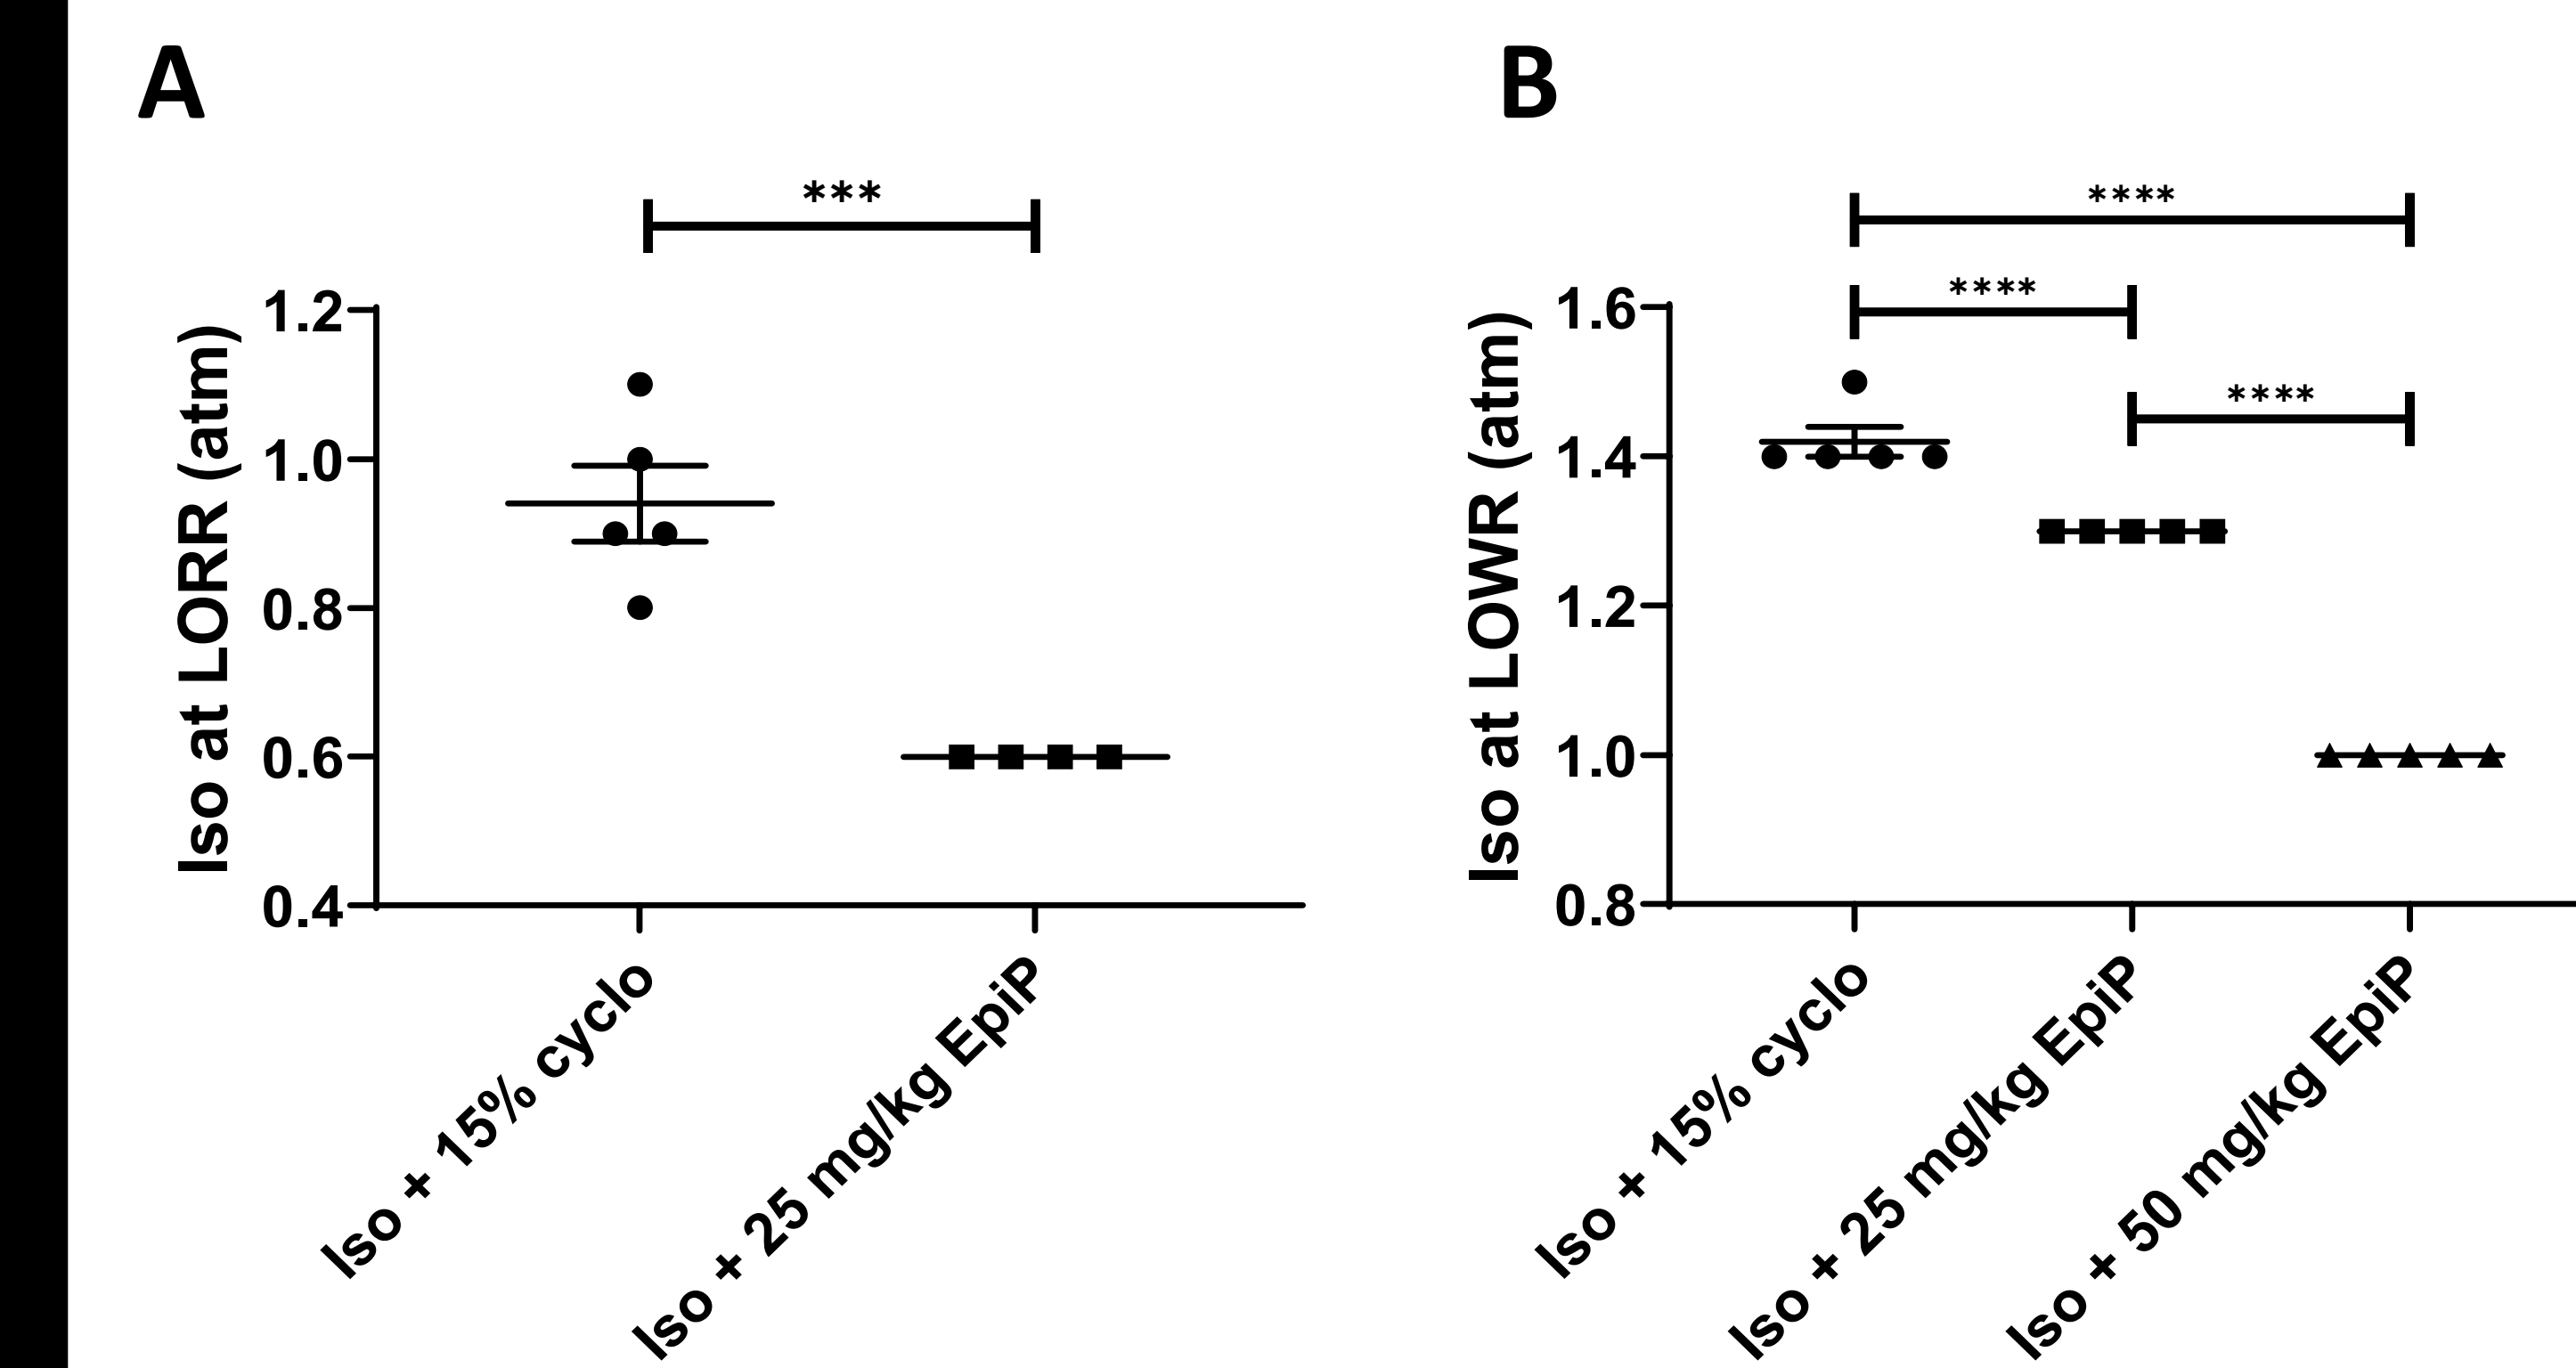 A
***
Iso at LORR (atm)
1.2
1.0
0.8
0.6
0.4
Iso + 15% cyclo
Iso + 25 mg/kg EpiP
B
****
****
****
Iso at LOWR (atm)
1.6
1.4
1.2
1.0
0.8
Iso + 15% cyclo
Iso + 25 mg/kg EpiP
Iso + 50 mg/kg EpiP